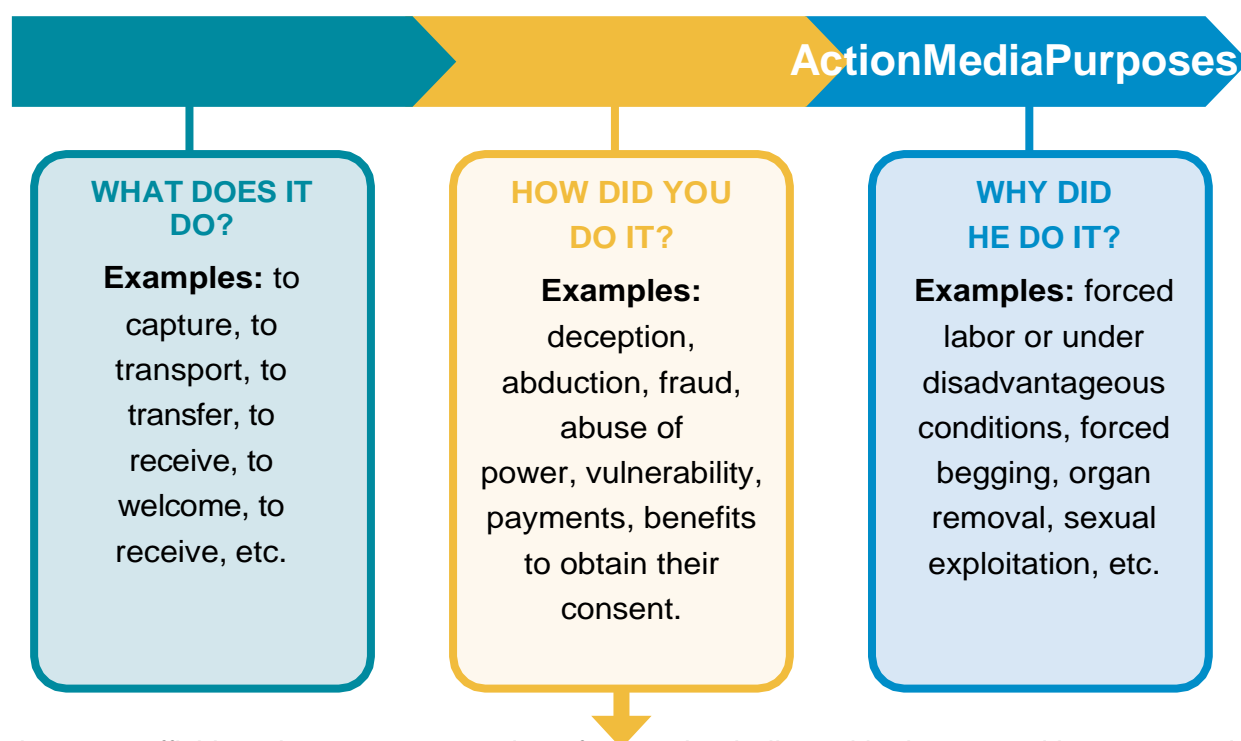 ActionMediaPurposes
WHAT DOES IT
DO?
Examples: to
capture, to
transport, to
transfer, to
receive, to
welcome, to
receive, etc.
HOW DID YOU
DO IT?
Examples:
deception,
abduction, fraud,
abuse of
power, vulnerability,
payments, benefits
to obtain their
consent.
WHY DID
HE DO IT?
Examples: forced
labor or under
disadvantageous
conditions, forced
begging, organ
removal, sexual
exploitation, etc.